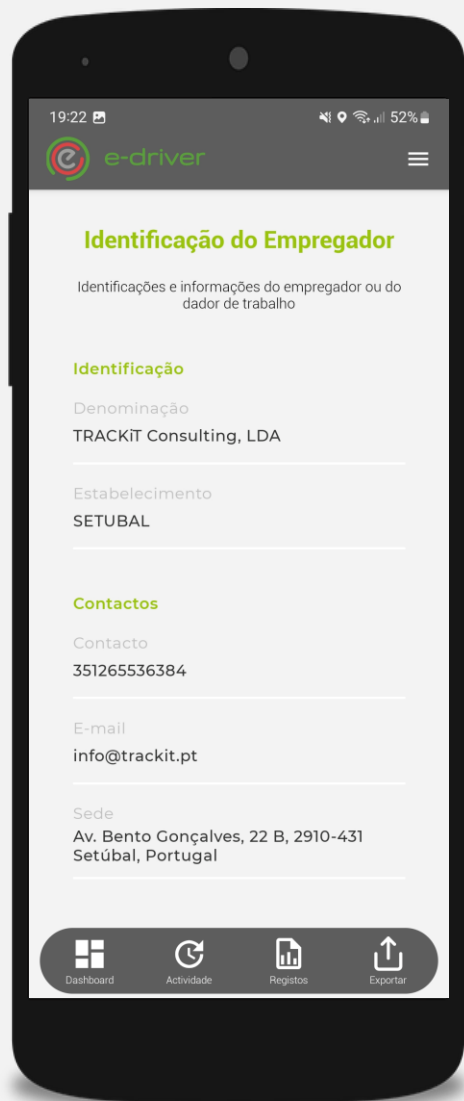 19:22 52%
e-driver
Identificação do Empregador
Identificações e informações do empregador ou do
dador de trabalho
Identificação
Denominação
TRACKiT Consulting, LDA
Estabelecimento
SETUBAL
Contactos
Contacto
351265536384
E-mail
info@trackit.pt
Sede
Av. Bento Gonçalves, 22 B, 2910-431
Setúbal, Portugal
Dashboard Actividade Registos Exportar